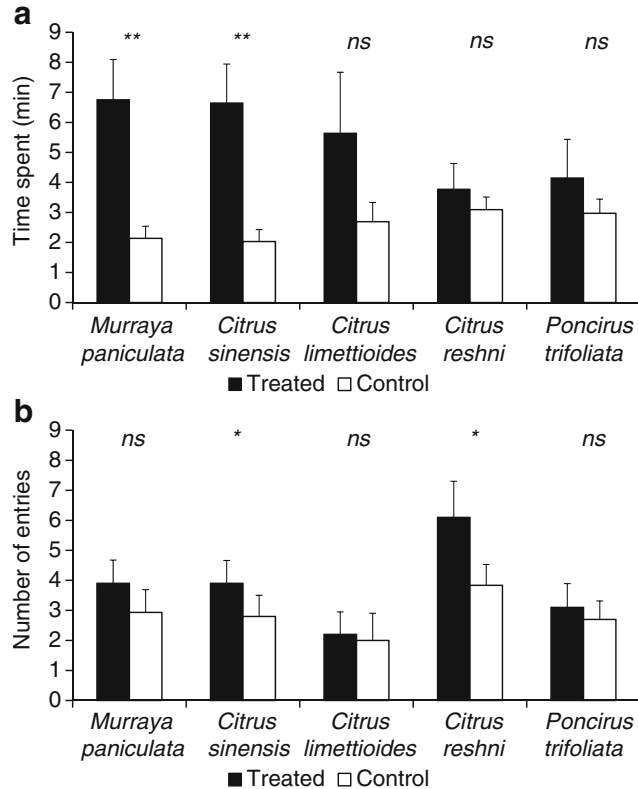 a
Time spent (min)
9
8
7
6
5
4
3
2
1
0
** ** ns ns ns
Murraya paniculata
Citrus sinensis
Citrus limettioides
Citrus reshni
Poncirus trifoliata
Treated Control
b
Number of entries
9
8
7
6
5
4
3
2
1
0
ns * ns * ns
Murraya paniculata
Citrus sinensis
Citrus limettioides
Citrus reshni
Poncirus trifoliata
Treated Control